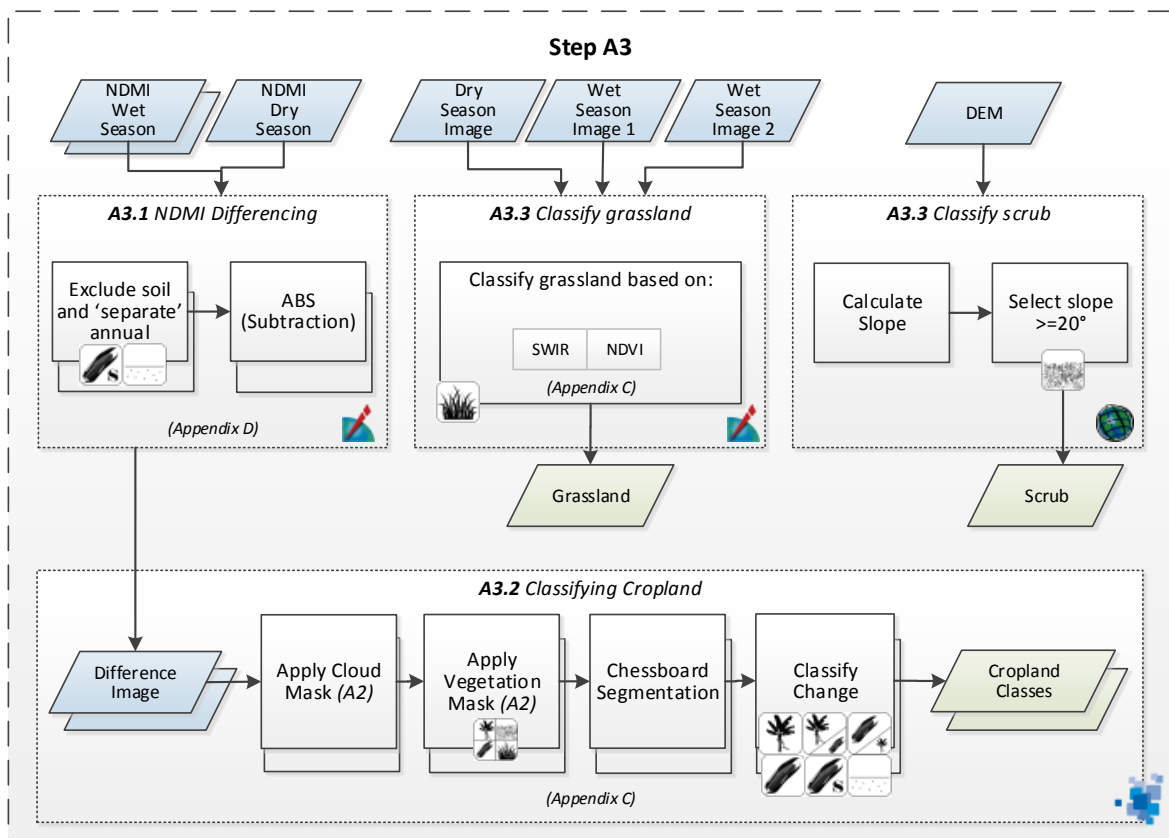 Step A3
NDMI
Wet
Season
NDMI
Dry
Season
Dry
Season
Image
Wet
Season
Image 1
Wet
Season
Image 2
DEM
A3.1 NDMI Differencing
Exclude soil
and ‘separate’
annual
S
ABS
(Subtraction)
(Appendix D)
A3.3 Classify grassland
Classify grassland based on:
SWIR
NDVI
(Appendix C)
A3.3 Classify scrub
Calculate
Slope
Select slope
>=20°
Grassland
Scrub
A3.2 Classifying Cropland
Difference
Image
Apply Cloud
Mask (A2)
Apply
Vegetation
Mask (A2)
Chessboard
Segmentation
Classify
Change
S
Cropland
Classes
(Appendix C)